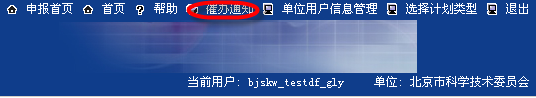 申报首页 首页 帮助 催办通知 单位用户信息管理 选择计划类型 退出
当前用户：bjskw_testdf_gly 单位：北京市科学技术委员会